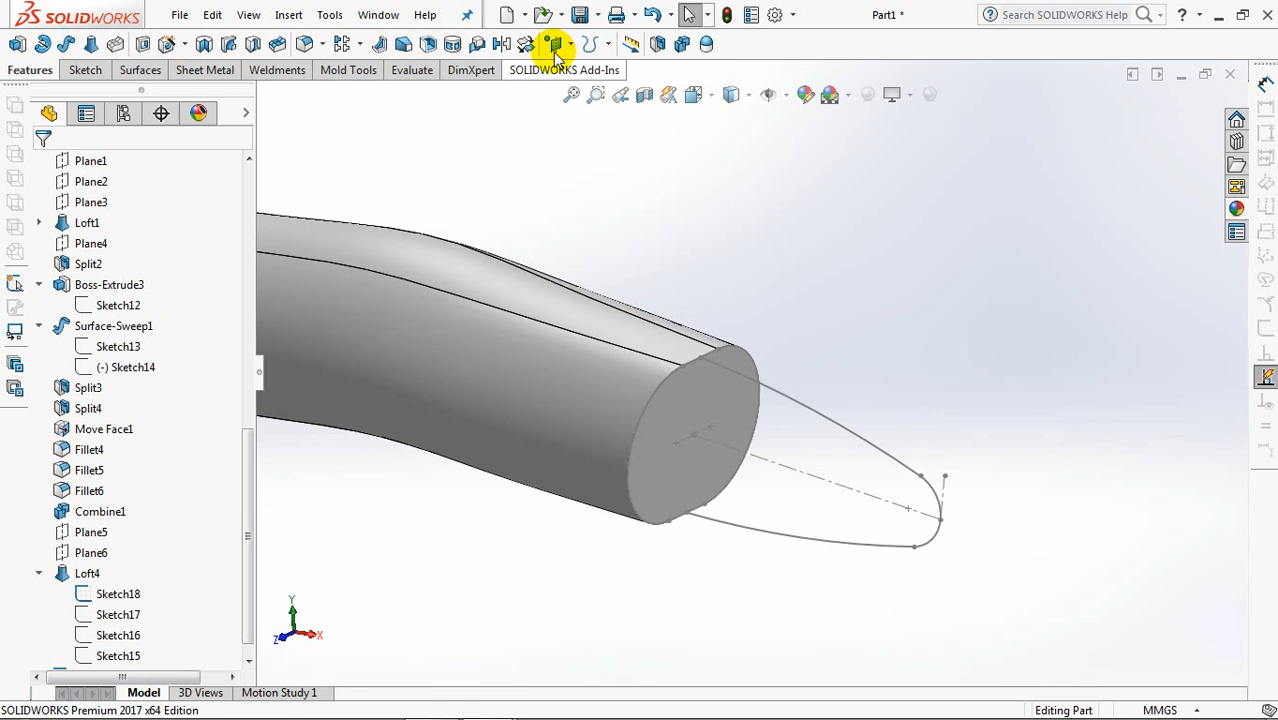 SOLIDWORKS File Edit View Insert Tools Window Help Part1 * Search SOLIDWORKS Help ?
Features Sketch Surfaces Sheet Metal Weldments Mold Tools Evaluate DimXpert SOLIDWORKS Add-Ins
Plane1
Plane2
Plane3
Loft1
Plane4
Split2
Boss-Extrude3
Sketch12
Surface-Sweep1
Sketch13
(-) Sketch14
Split3
Split4
Move Face1
Fillet4
Fillet5
Fillet6
Combine1
Plane5
Plane6
Loft4
Sketch18
Sketch17
Sketch16
Sketch15
Y
Z
X
Model 3D Views Motion Study 1
SOLIDWORKS Premium 2017 x64 Edition Editing Part MMGS